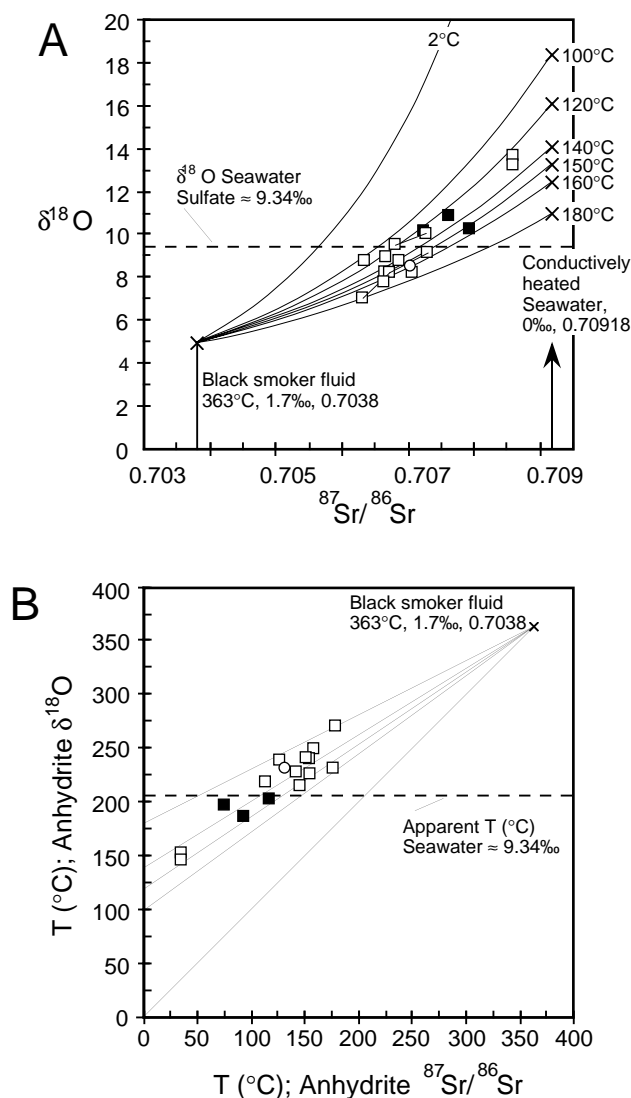 A
20
18
16
14
12
10
8
6
4
2
0
δ18O
2°C
100°C
120°C
140°C
150°C
160°C
180°C
δ18 O Seawater
Sulfate ≈ 9.34‰
Conductively
heated
Seawater,
0‰, 0.70918
Black smoker fluid
363°C, 1.7‰, 0.7038
0.703
0.705
0.707
0.709
87Sr/86Sr
B
400
350
300
250
200
150
100
50
0
T (°C); Anhydrite δ18O
Black smoker fluid
363°C, 1.7‰, 0.7038
Apparent T (°C)
Seawater ≈ 9.34‰
0 50 100 150 200 250 300 350 400
T (°C); Anhydrite 87Sr/86Sr